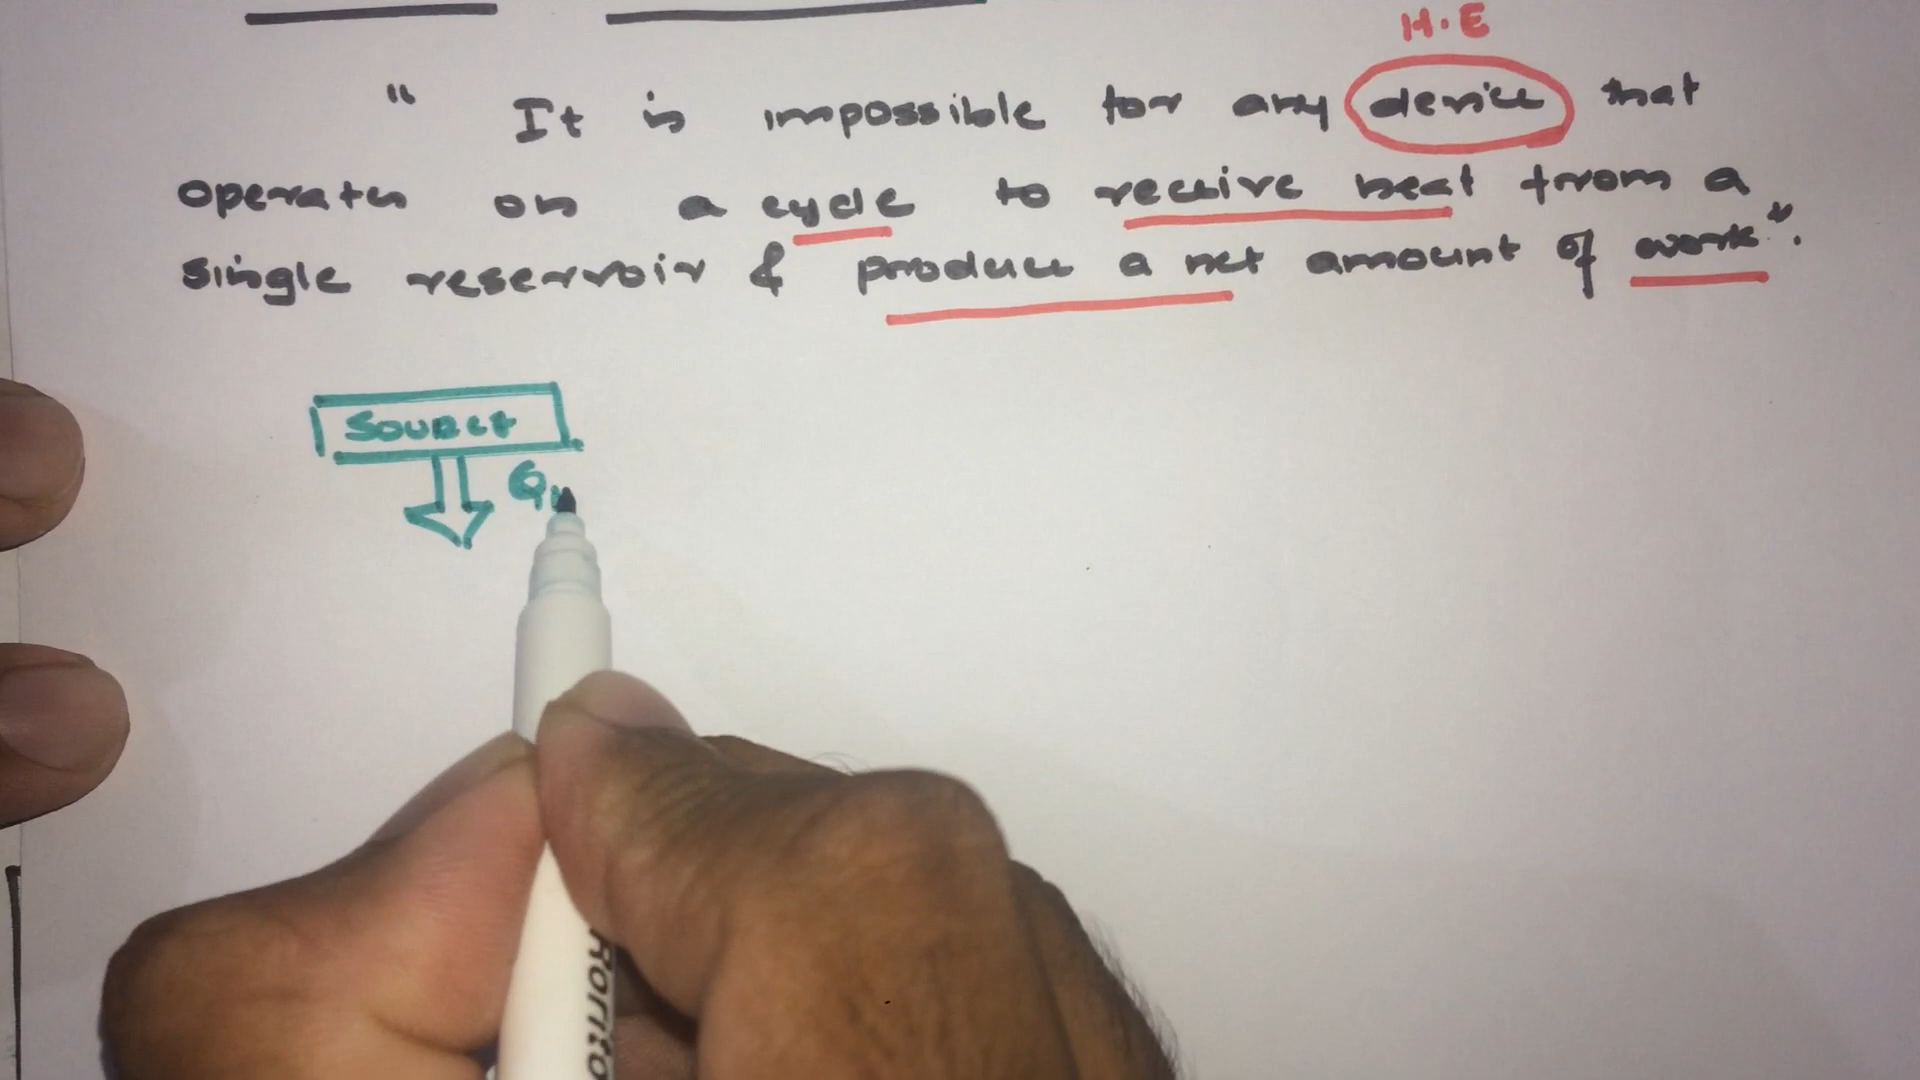 H.E
" It is impossible for any device that
operates on a cycle to receive heat from a
single reservoir & produce a net amount of work".
SOURCE
Rorito